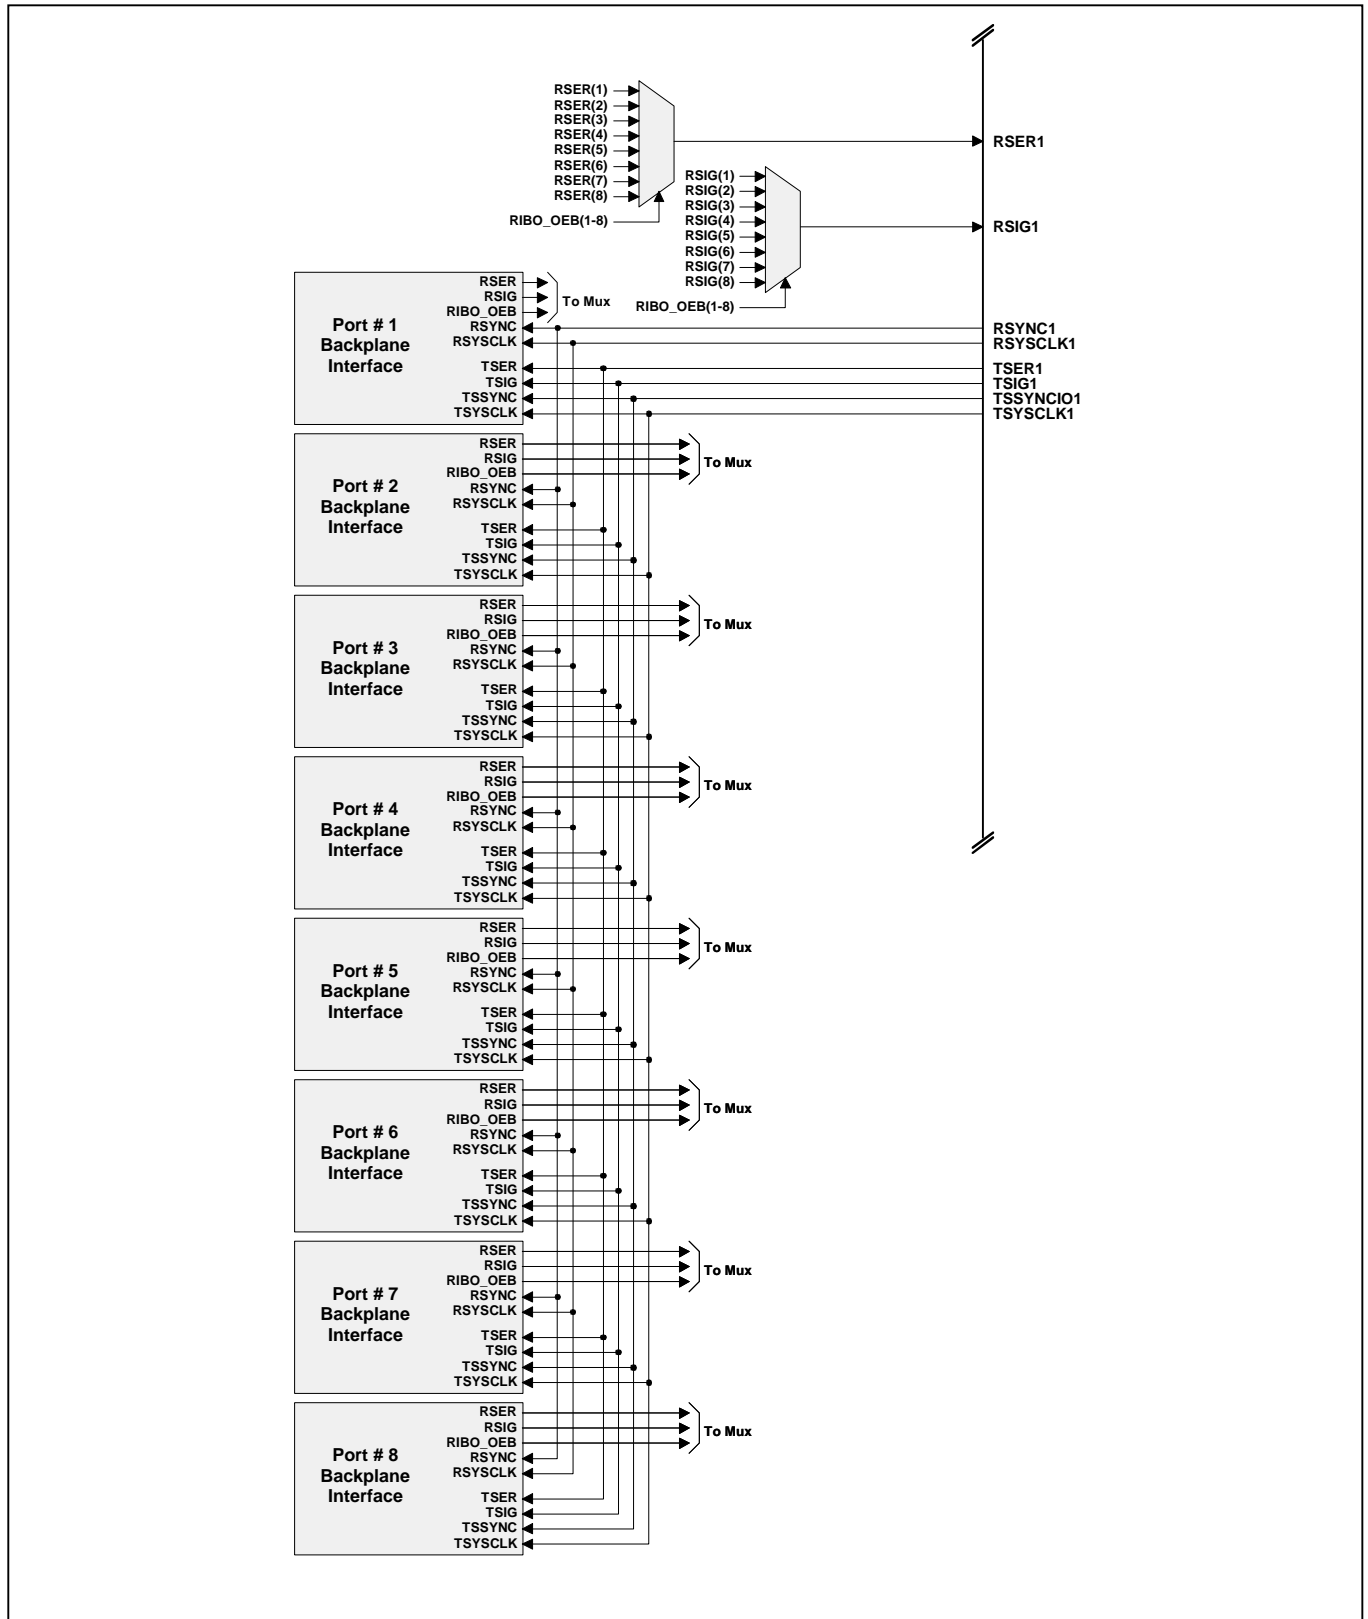 RSER(1)
RSER(2)
RSER(3)
RSER(4)
RSER(5)
RSER(6)
RSER(7)
RSER(8)
RIBO_OEB(1-8)
RSER1
RSIG(1)
RSIG(2)
RSIG(3)
RSIG(4)
RSIG(5)
RSIG(6)
RSIG(7)
RSIG(8)
RIBO_OEB(1-8)
RSIG1
Port # 1
Backplane
Interface
RSER
RSIG
RIBO_OEB
RSYNC
RSYSCLK
TSER
TSIG
TSSYNC
TSYSCLK
To Mux
RSYNC1
RSYSCLK1
TSER1
TSIG1
TSSYNCIO1
TSYSCLK1
Port # 2
Backplane
Interface
RSER
RSIG
RIBO_OEB
RSYNC
RSYSCLK
TSER
TSIG
TSSYNC
TSYSCLK
To Mux
Port # 3
Backplane
Interface
RSER
RSIG
RIBO_OEB
RSYNC
RSYSCLK
TSER
TSIG
TSSYNC
TSYSCLK
To Mux
Port # 4
Backplane
Interface
RSER
RSIG
RIBO_OEB
RSYNC
RSYSCLK
TSER
TSIG
TSSYNC
TSYSCLK
To Mux
Port # 5
Backplane
Interface
RSER
RSIG
RIBO_OEB
RSYNC
RSYSCLK
TSER
TSIG
TSSYNC
TSYSCLK
To Mux
Port # 6
Backplane
Interface
RSER
RSIG
RIBO_OEB
RSYNC
RSYSCLK
TSER
TSIG
TSSYNC
TSYSCLK
To Mux
Port # 7
Backplane
Interface
RSER
RSIG
RIBO_OEB
RSYNC
RSYSCLK
TSER
TSIG
TSSYNC
TSYSCLK
To Mux
Port # 8
Backplane
Interface
RSER
RSIG
RIBO_OEB
RSYNC
RSYSCLK
TSER
TSIG
TSSYNC
TSYSCLK
To Mux